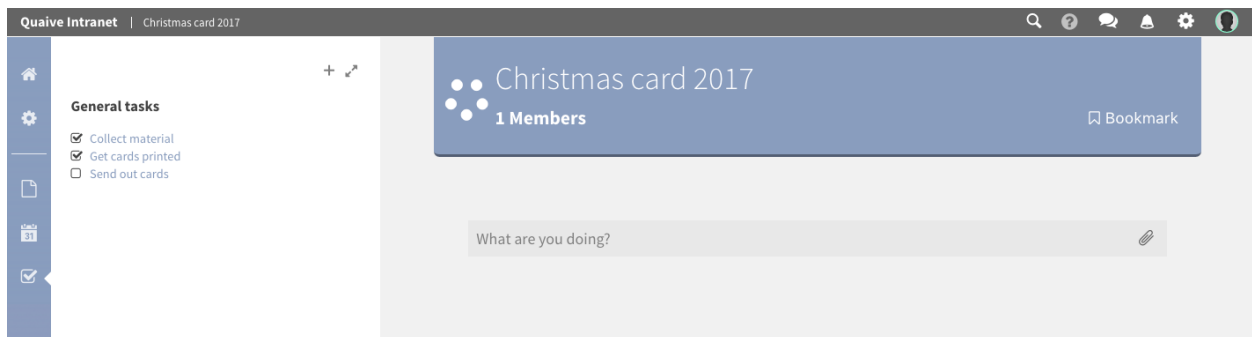 Quaive Intranet | Christmas card 2017
General tasks
Collect material
Get cards printed
Send out cards
31
Christmas card 2017
1 Members
Bookmark
What are you doing?